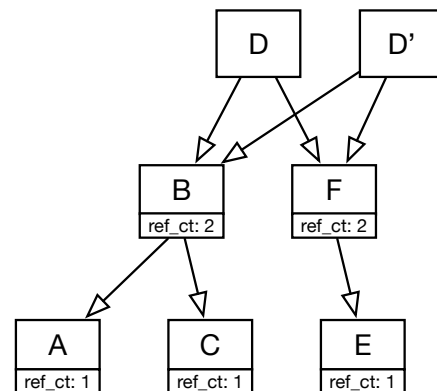 D D’
B F
ref_ct: 2 ref_ct: 2
A C E
ref_ct: 1 ref_ct: 1 ref_ct: 1